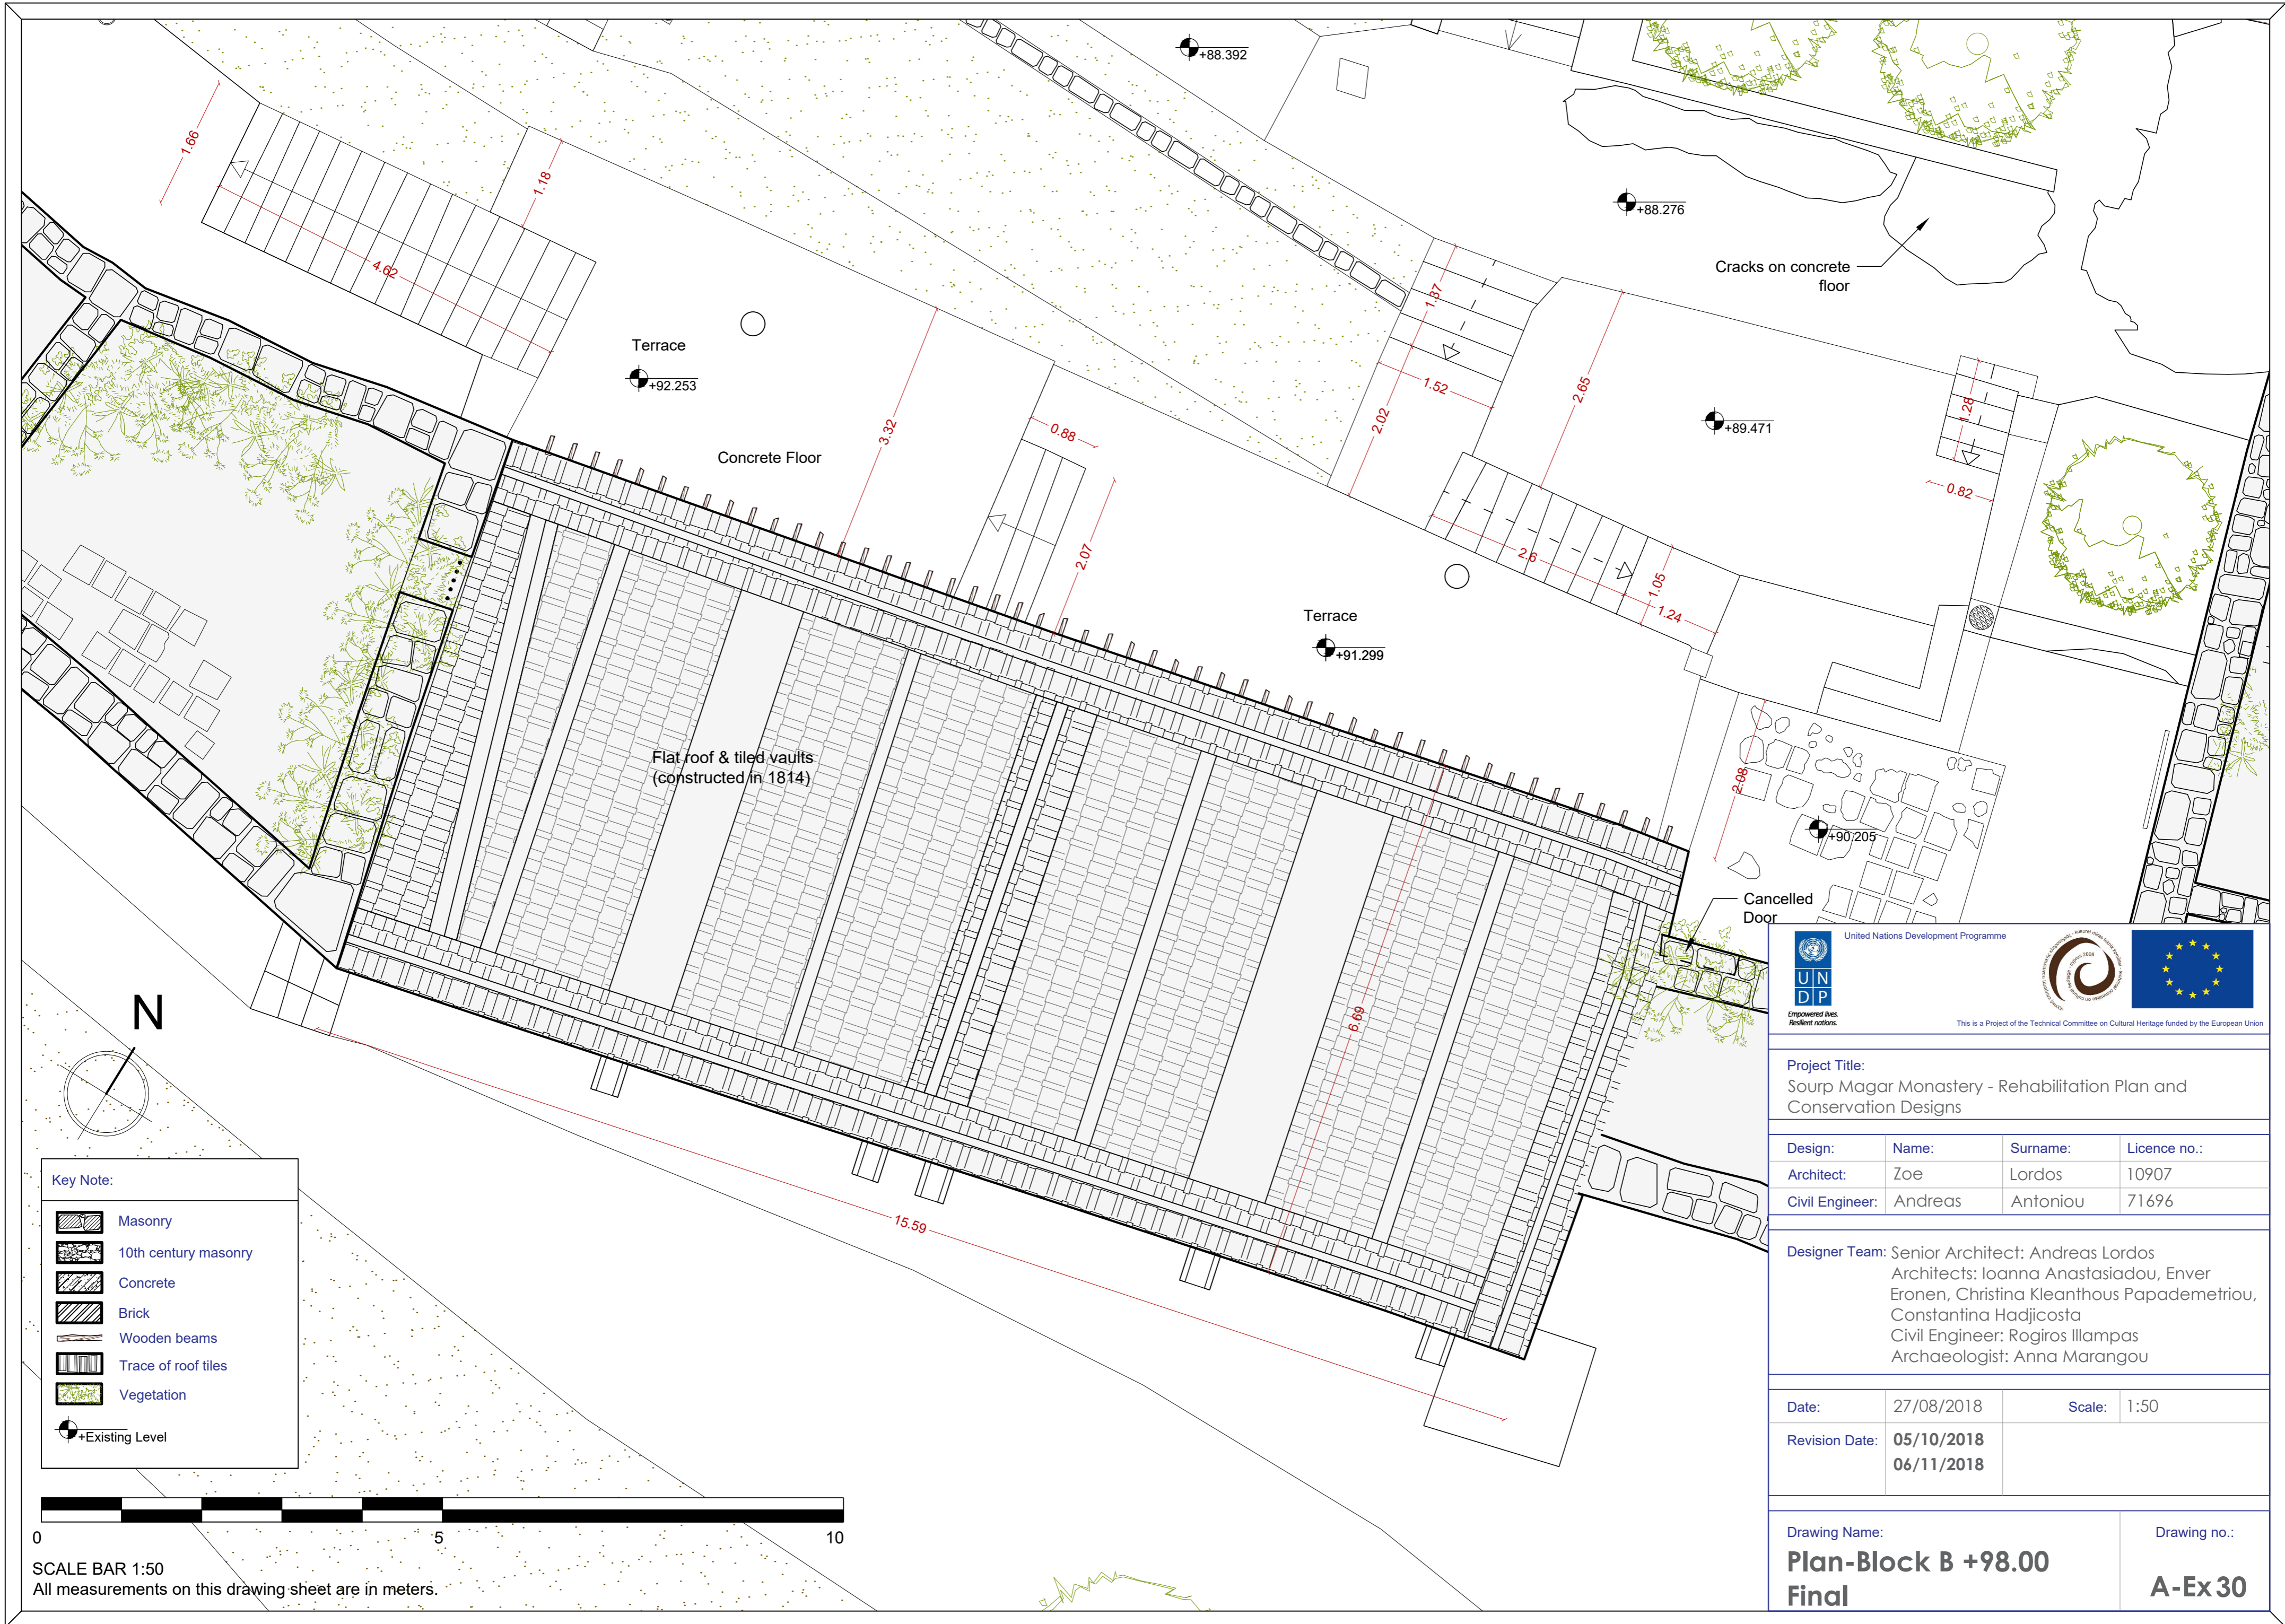 +88.392
1.66
1.18
+88.276
Cracks on concrete
floor
4.62
1.37
Terrace
+92.253
1.52
2.65
2.02
1.28
+89.471
3.32
0.88
Concrete Floor
0.82
2.07
2.6
1.05
1.24
Terrace
+91.299
Flat roof & tiled vaults
(constructed in 1814)
2.08
+90.205
Cancelled
Door
6.69
15.59
N
Key Note:
Masonry
10th century masonry
Concrete
Brick
Wooden beams
Trace of roof tiles
Vegetation
+Existing Level
0
5
10
SCALE BAR 1:50
All measurements on this drawing sheet are in meters.
United Nations Development Programme
U N
D P
Empowered lives.
Resilient nations.
This is a Project of the Technical Committee on Cultural Heritage funded by the European Union
Project Title:
Sourp Magar Monastery - Rehabilitation Plan and
Conservation Designs
Design: Name: Surname: Licence no.:
Architect: Zoe Lordos 10907
Civil Engineer: Andreas Antoniou 71696
Designer Team: Senior Architect: Andreas Lordos
Architects: Ioanna Anastasiadou, Enver
Eronen, Christina Kleanthous Papademetriou,
Constantina Hadjicosta
Civil Engineer: Rogiros Illampas
Archaeologist: Anna Marangou
Date: 27/08/2018 Scale: 1:50
Revision Date: 05/10/2018
06/11/2018
Drawing Name:
Plan-Block B +98.00
Final
Drawing no.:
A-Ex 30